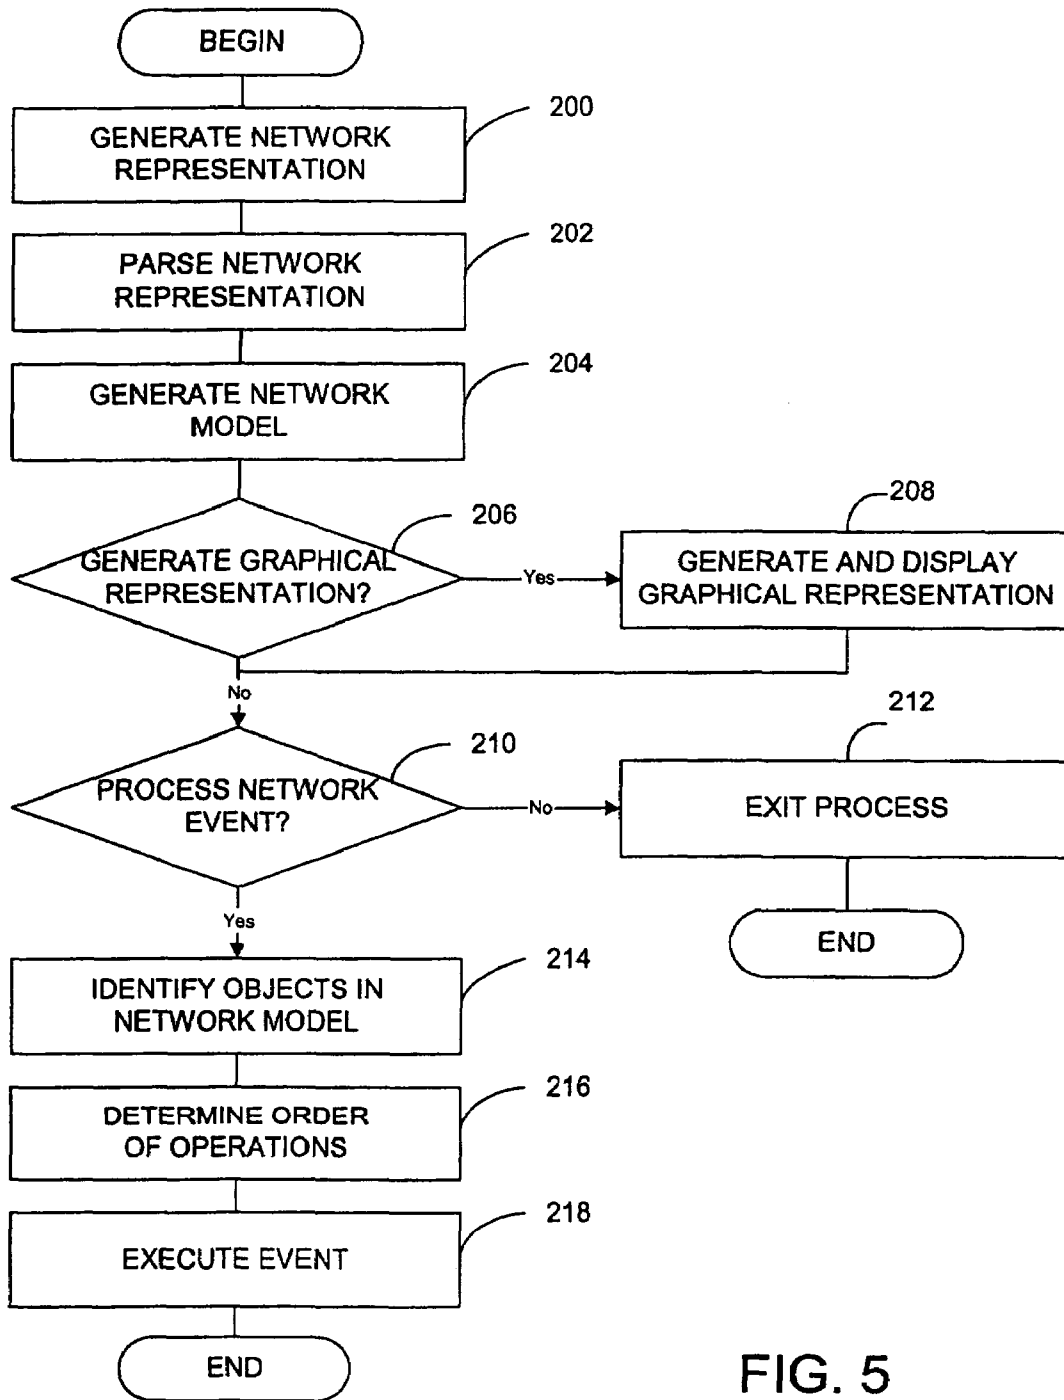 BEGIN
200
GENERATE NETWORK
REPRESENTATION
202
PARSE NETWORK
REPRESENTATION
204
GENERATE NETWORK
MODEL
206
GENERATE GRAPHICAL
REPRESENTATION?
Yes
208
GENERATE AND DISPLAY
GRAPHICAL REPRESENTATION
No
210
PROCESS NETWORK
EVENT?
No
212
EXIT PROCESS
END
Yes
214
IDENTIFY OBJECTS IN
NETWORK MODEL
216
DETERMINE ORDER
OF OPERATIONS
218
EXECUTE EVENT
END
FIG. 5